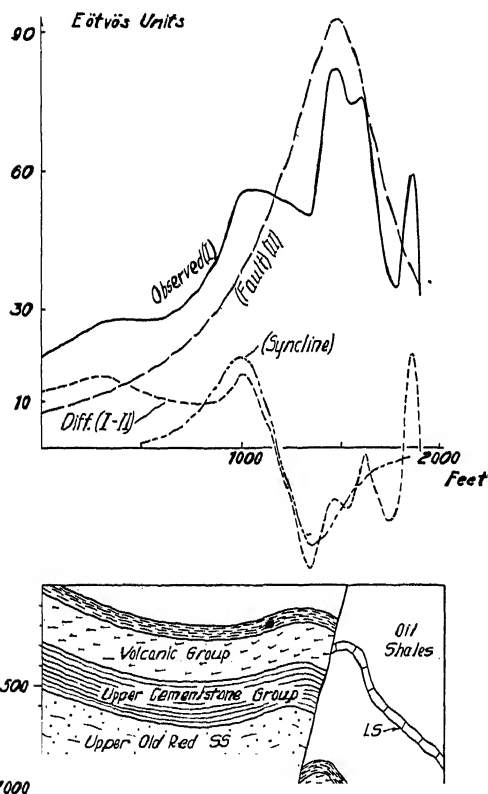 Eötvös Units
90
60
30
10
Observed (I)
(Fault) (II)
(Syncline)
Diff. (I-II)
1000
2000
Feet
Volcanic Group
Upper Cementstone Group
Upper Old Red SS
Oil
Shales
LS
500
1000